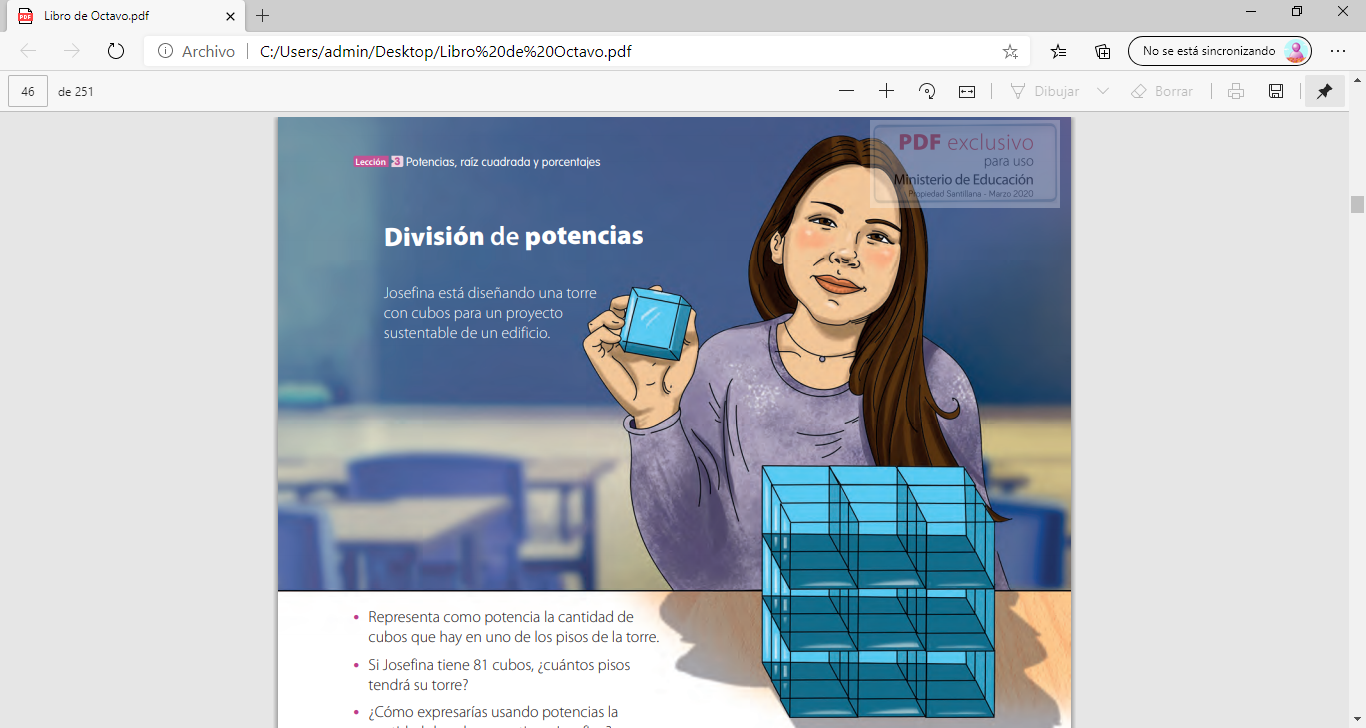 Libro de Octavo.pdf
Archivo
C:/Users/admin/Desktop/Libro%20de%20Octavo.pdf
No se está sincronizando
46
de 251
Dibujar
Borrar
Lección 3 Potencias, raíz cuadrada y porcentajes
PDF exclusivo
para uso
Ministerio de Educación
Propiedad Santillana - Marzo 2020
División de potencias
Josefina está diseñando una torre
con cubos para un proyecto
sustentable de un edificio.
• Representa como potencia la cantidad de
cubos que hay en uno de los pisos de la torre.
• Si Josefina tiene 81 cubos, ¿cuántos pisos
tendrá su torre?
• ¿Cómo expresarías usando potencias la